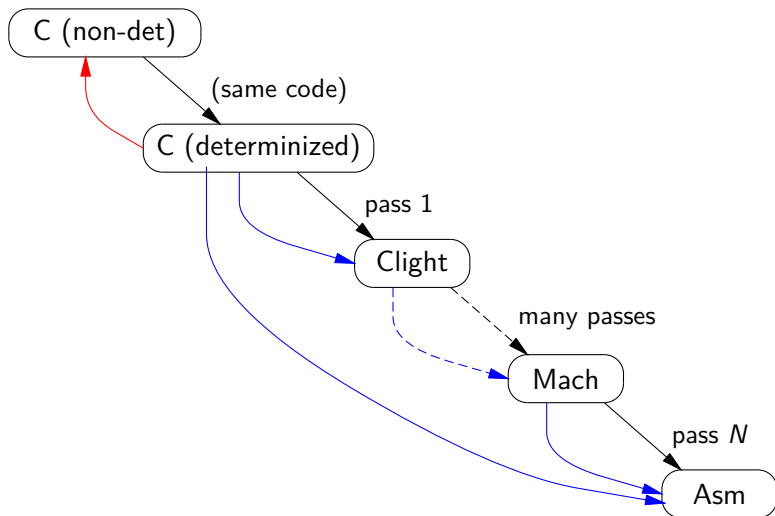 C (non-det)
(same code)
C (determinized)
pass 1
Clight
many passes
Mach
pass N
Asm